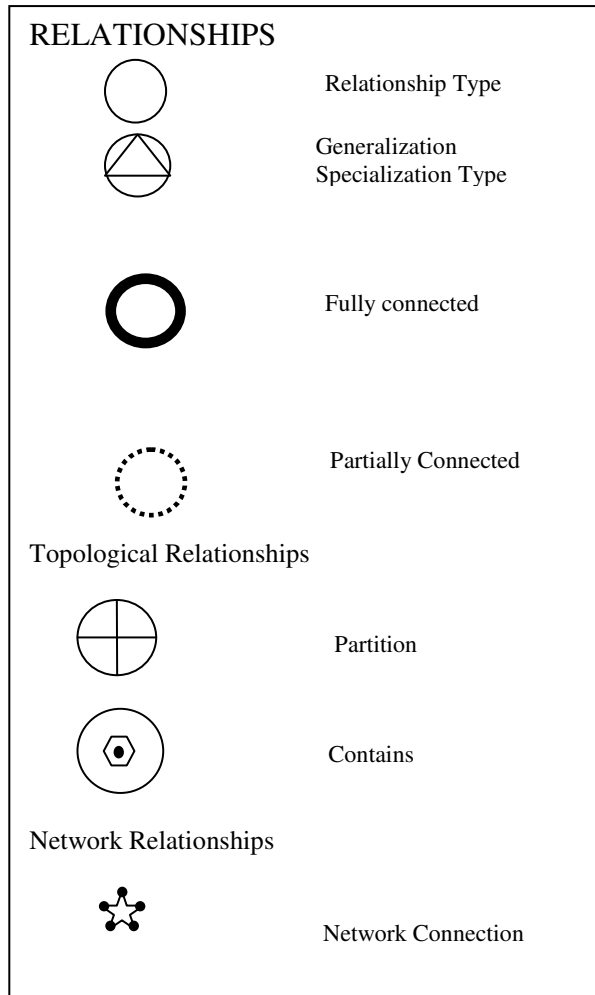 RELATIONSHIPS
Relationship Type
Generalization
Specialization Type
Fully connected
Partially Connected
Topological Relationships
Partition
Contains
Network Relationships
Network Connection